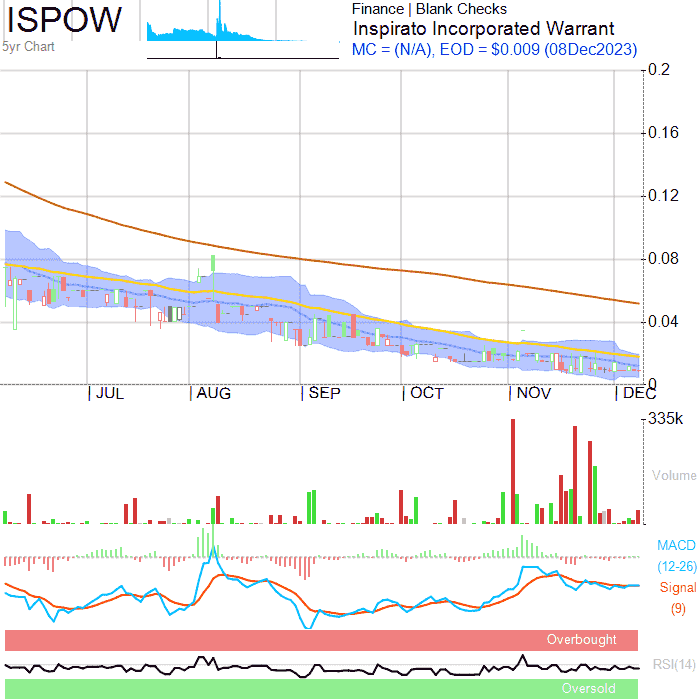 ISPOW
5yr Chart
Finance | Blank Checks
Inspirato Incorporated Warrant
MC = (N/A), EOD = $0.009 (08Dec2023)
0.2
0.16
0.12
0.08
0.04
0
JUL AUG SEP OCT NOV DEC
335k
Volume
MACD
(12-26)
Signal
(9)
Overbought
RSI(14)
Oversold